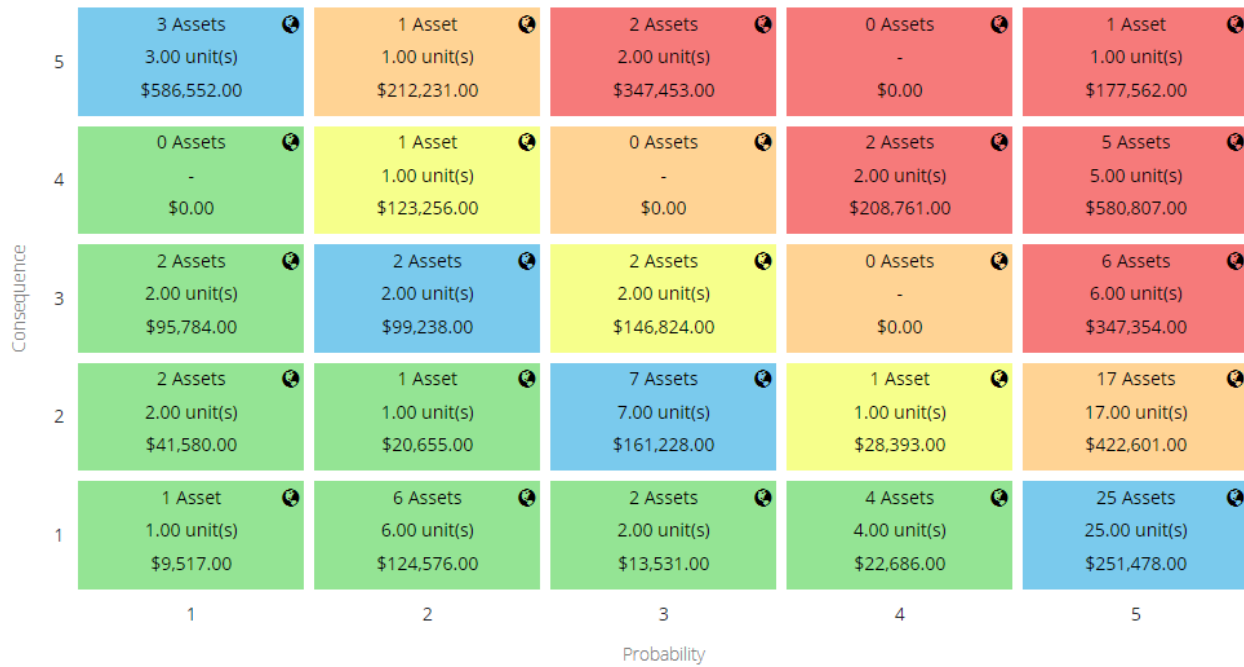 3 Assets 1 Asset 2 Assets 0 Assets 1 Asset
5 3.00 unit(s) 1.00 unit(s) 2.00 unit(s) - 1.00 unit(s)
$586,552.00 $212,231.00 $347,453.00 $0.00 $177,562.00
0 Assets 1 Asset 0 Assets 2 Assets 5 Assets
4 - 1.00 unit(s) - 2.00 unit(s) 5.00 unit(s)
$0.00 $123,256.00 $0.00 $208,761.00 $580,807.00
Consequence
2 Assets 2 Assets 2 Assets 0 Assets 6 Assets
3 2.00 unit(s) 2.00 unit(s) 2.00 unit(s) - 6.00 unit(s)
$95,784.00 $99,238.00 $146,824.00 $0.00 $347,354.00
2 Assets 1 Asset 7 Assets 1 Asset 17 Assets
2 2.00 unit(s) 1.00 unit(s) 7.00 unit(s) 1.00 unit(s) 17.00 unit(s)
$41,580.00 $20,655.00 $161,228.00 $28,393.00 $422,601.00
1 Asset 6 Assets 2 Assets 4 Assets 25 Assets
1 1.00 unit(s) 6.00 unit(s) 2.00 unit(s) 4.00 unit(s) 25.00 unit(s)
$9,517.00 $124,576.00 $13,531.00 $22,686.00 $251,478.00
1 2 3 4 5
Probability